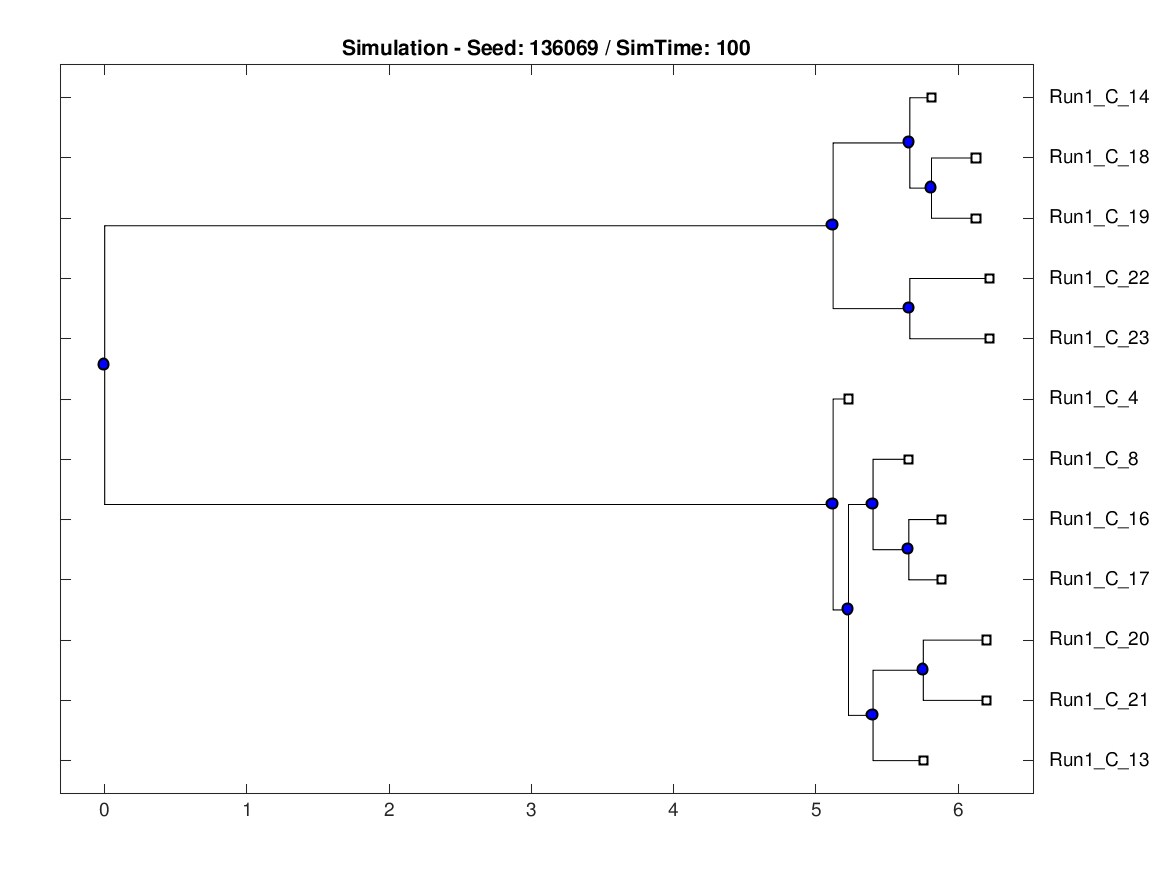 Simulation - Seed: 136069 / SimTime: 100
Run1_C_14
Run1_C_18
Run1_C_19
Run1_C_22
Run1_C_23
Run1_C_4
Run1_C_8
Run1_C_16
Run1_C_17
Run1_C_20
Run1_C_21
Run1_C_13
0 1 2 3 4 5 6